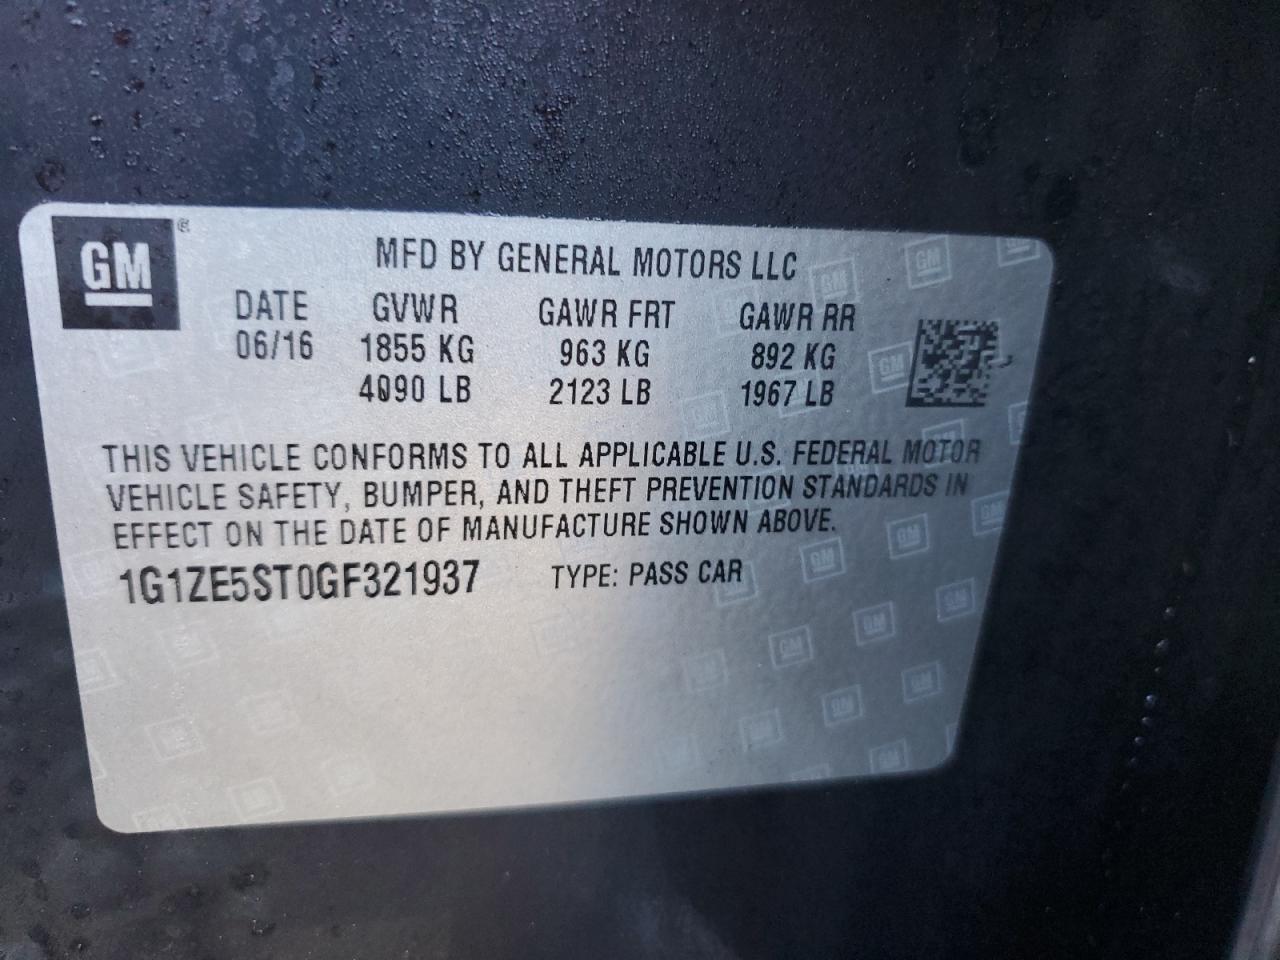 GM
MFD BY GENERAL MOTORS LLC
DATE GVWR GAWR FRT GAWR RR
06/16 1855 KG 963 KG 892 KG
4090 LB 2123 LB 1967 LB
THIS VEHICLE CONFORMS TO ALL APPLICABLE U.S. FEDERAL MOTOR
VEHICLE SAFETY, BUMPER, AND THEFT PREVENTION STANDARDS IN
EFFECT ON THE DATE OF MANUFACTURE SHOWN ABOVE.
1G1ZE5ST0GF321937 TYPE: PASS CAR